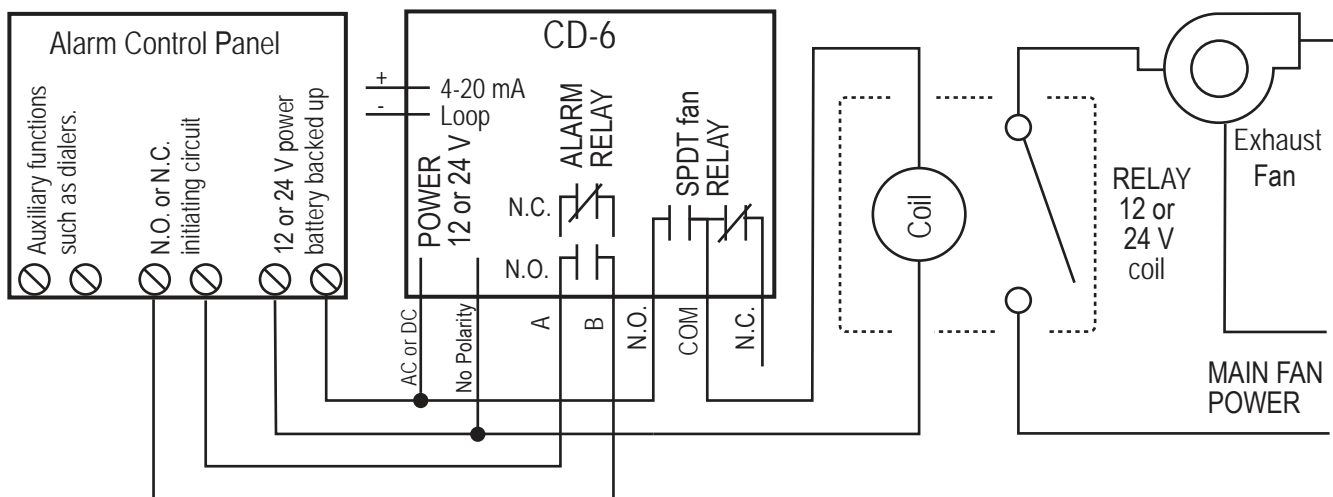 Alarm Control Panel
Auxiliary functions
such as dialers.
N.O. or N.C.
initiating circuit
12 or 24 V power
battery backed up
CD-6
+
4-20 mA
-
Loop
POWER
12 or 24 V
ALARM
RELAY
N.C.
N.O.
SPDT fan
RELAY
AC or DC
No Polarity
A
B
N.O.
COM
N.C.
Coil
RELAY
12 or
24 V
coil
Exhaust
Fan
MAIN FAN
POWER